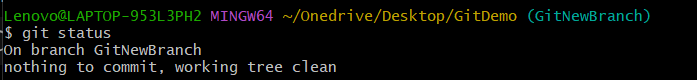 Lenovo@LAPTOP-953L3PH2 MINGW64 ~/Onedrive/Desktop/GitDemo (GitNewBranch)
$ git status
On branch GitNewBranch
nothing to commit, working tree clean